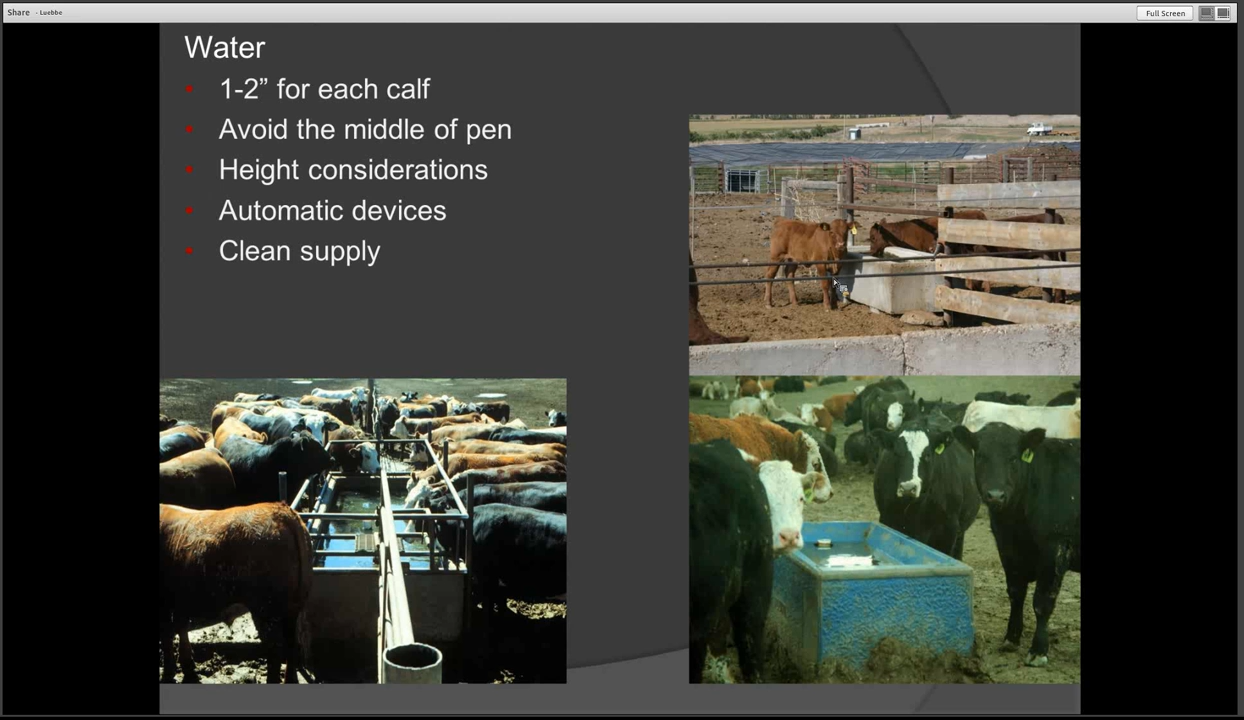 Share - Luebbe
Full Screen
Water
• 1-2” for each calf
• Avoid the middle of pen
• Height considerations
• Automatic devices
• Clean supply